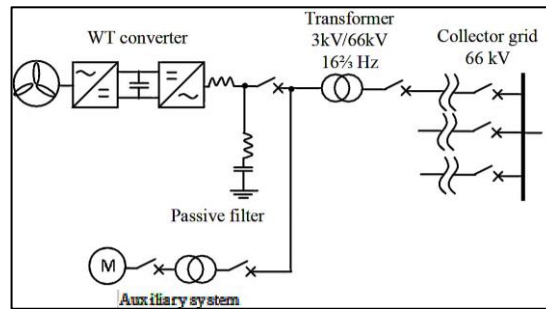 WT converter
Transformer
3kV/66kV
16⅔ Hz
Collector grid
66 kV
Passive filter
M
Auxiliary system